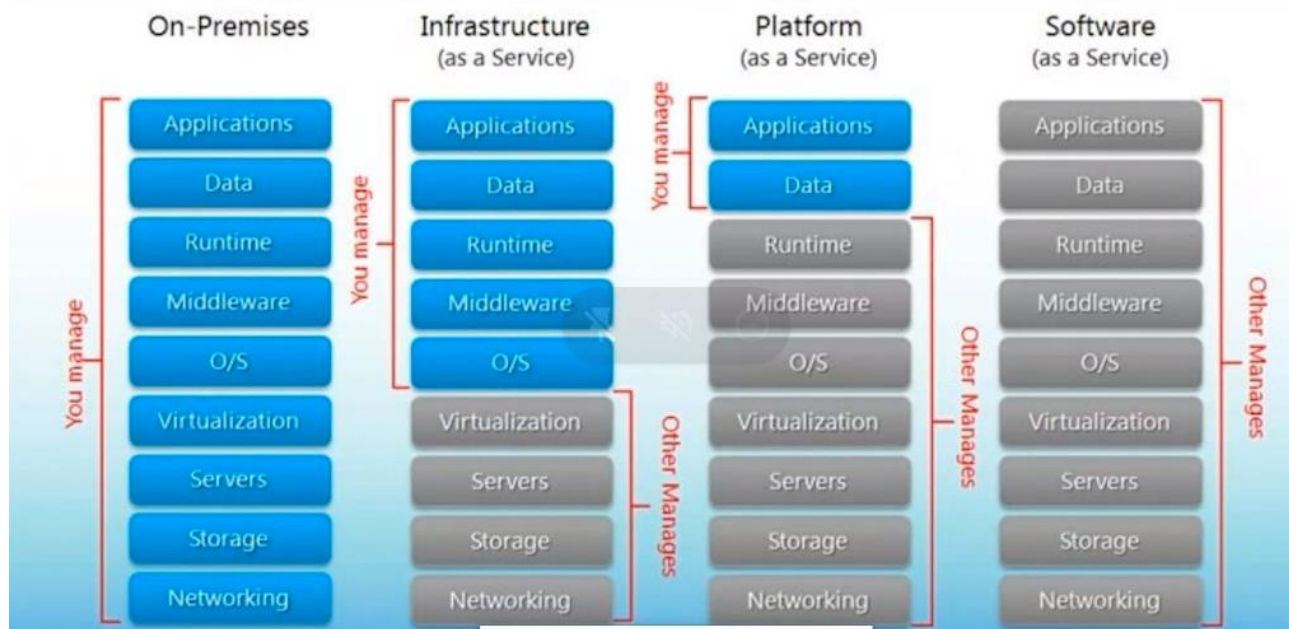 On-Premises
You manage
Applications
Data
Runtime
Middleware
O/S
Virtualization
Servers
Storage
Networking
Infrastructure
(as a Service)
You manage
Applications
Data
Runtime
Middleware
O/S
Virtualization
Servers
Storage
Networking
Other Manages
Platform
(as a Service)
You manage
Applications
Data
Runtime
Middleware
O/S
Virtualization
Servers
Storage
Networking
Other Manages
Software
(as a Service)
Applications
Data
Runtime
Middleware
O/S
Virtualization
Servers
Storage
Networking
Other Manages